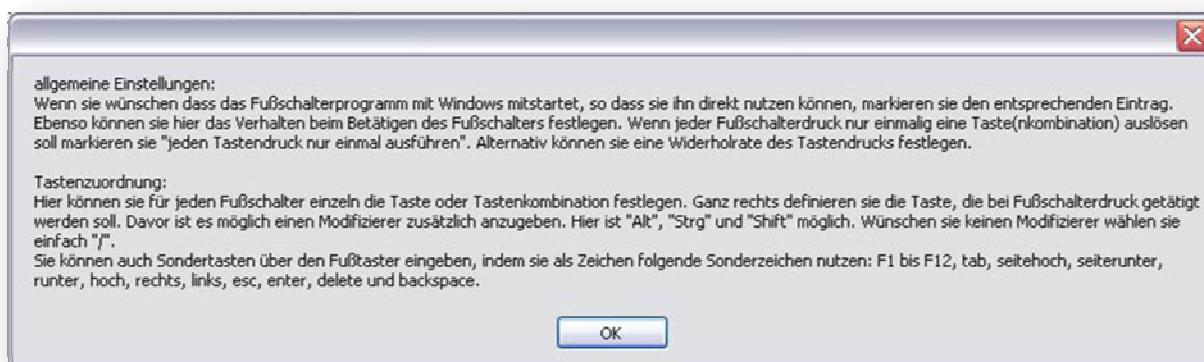 allgemeine Einstellungen:
Wenn sie wünschen dass das Fußschalterprogramm mit Windows mitstartet, so dass sie ihn direkt nutzen können, markieren sie den entsprechenden Eintrag.
Ebenso können sie hier das Verhalten beim Betätigen des Fußschalters festlegen. Wenn jeder Fußschalterdruck nur einmalig eine Taste(nkombination) auslösen
soll markieren sie "jeden Tastendruck nur einmal ausführen". Alternativ können sie eine Widerholrate des Tastendrucks festlegen.
Tastenzuordnung:
Hier können sie für jeden Fußschalter einzeln die Taste oder Tastenkombination festlegen. Ganz rechts definieren sie die Taste, die bei Fußschalterdruck getätigt
werden soll. Davor ist es möglich einen Modifizierer zusätzlich anzugeben. Hier ist "Alt", "Strg" und "Shift" möglich. Wünschen sie keinen Modifizierer wählen sie
einfach "/".
Sie können auch Sondertasten über den Fußtaster eingeben, indem sie als Zeichen folgende Sonderzeichen nutzen: F1 bis F12, tab, seitehoch, seiterunter,
runter, hoch, rechts, links, esc, enter, delete und backspace.
OK